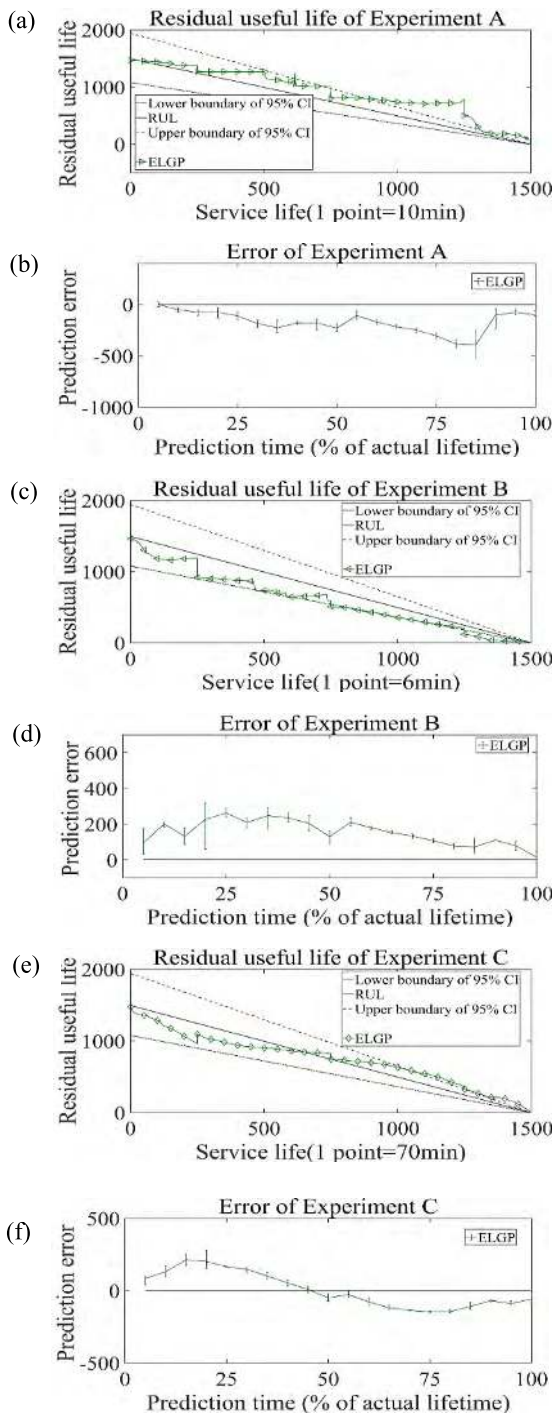 (a)
Residual useful life of Experiment A
Residual useful life
2000
1000
0
Lower boundary of 95% CI
RUL
Upper boundary of 95% CI
ELGP
0 500 1000 1500
Service life(1 point=10min)
(b)
Error of Experiment A
Prediction error
0
-500
-1000
ELGP
0 25 50 75 100
Prediction time (% of actual lifetime)
(c)
Residual useful life of Experiment B
Residual useful life
2000
1000
0
Lower boundary of 95% CI
RUL
Upper boundary of 95% CI
ELGP
0 500 1000 1500
Service life(1 point=6min)
(d)
Error of Experiment B
Prediction error
600
400
200
0
ELGP
0 25 50 75 100
Prediction time (% of actual lifetime)
(e)
Residual useful life of Experiment C
Residual useful life
2000
1000
0
Lower boundary of 95% CI
RUL
Upper boundary of 95% CI
ELGP
0 500 1000 1500
Service life(1 point=70min)
(f)
Error of Experiment C
Prediction error
500
0
-500
ELGP
0 25 50 75 100
Prediction time (% of actual lifetime)